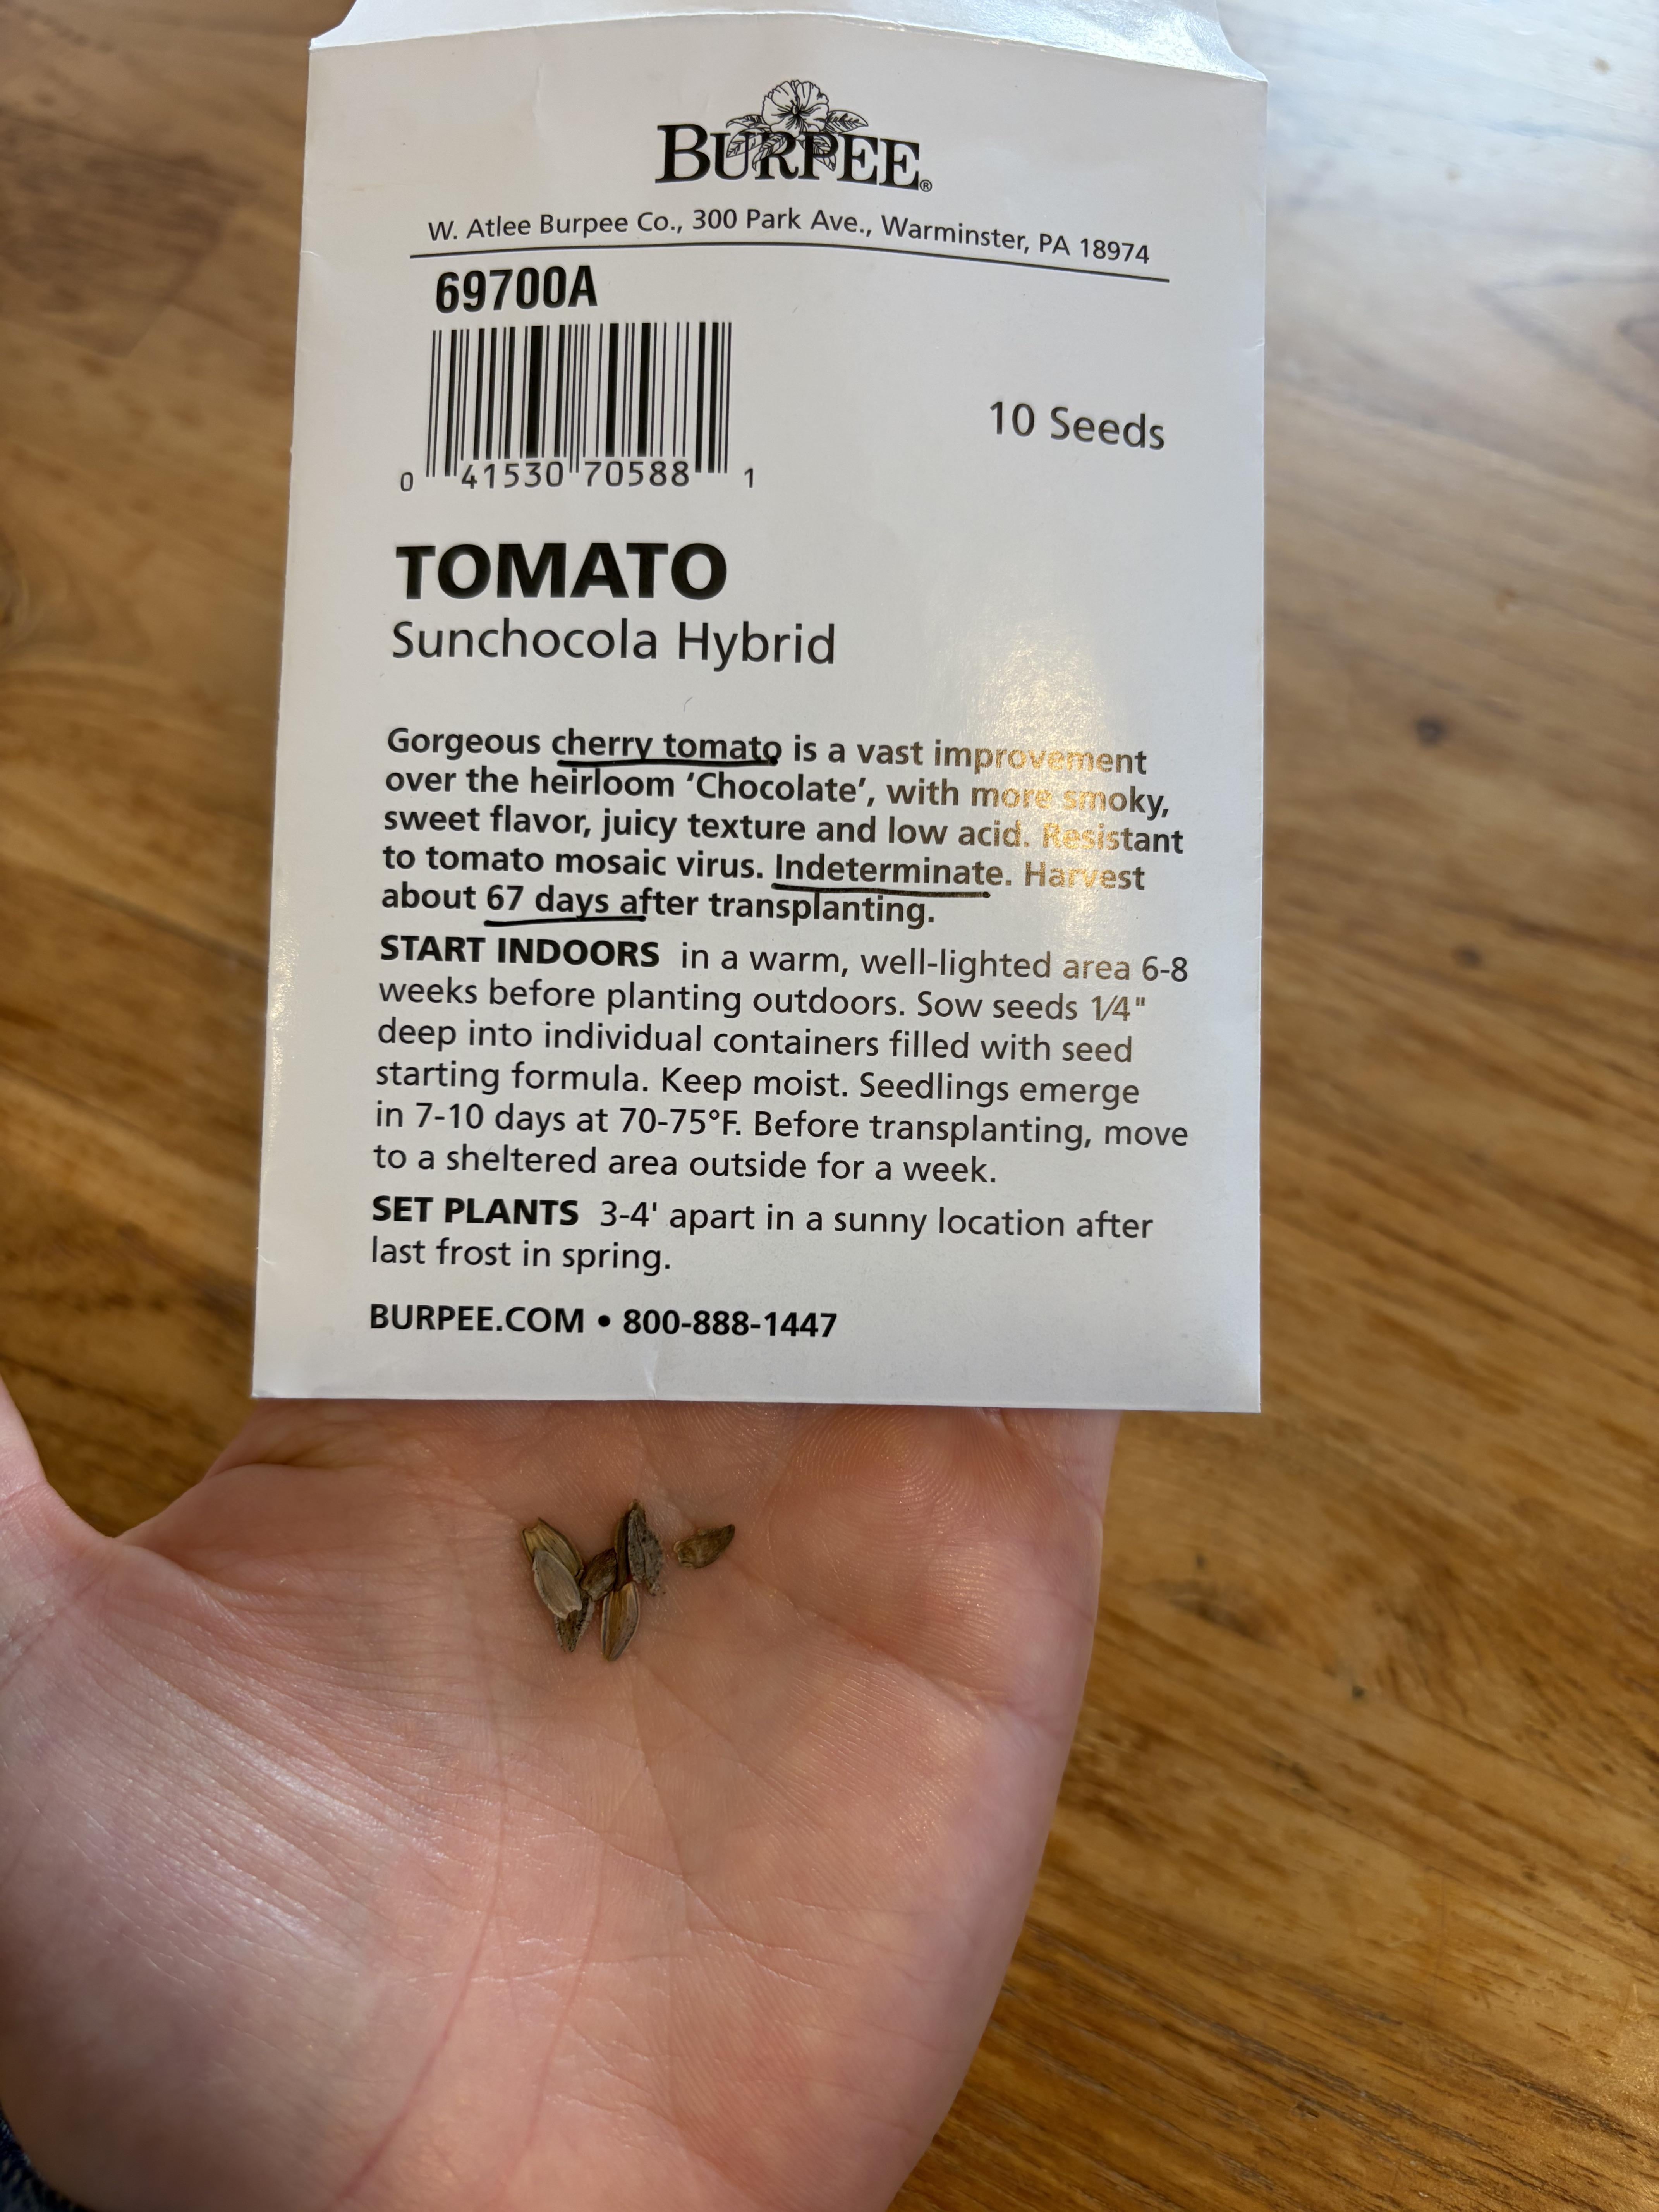 BURPEE®
W. Atlee Burpee Co., 300 Park Ave., Warminster, PA 18974
69700A
0 41530 70588 1
10 Seeds
TOMATO
Sunchocola Hybrid
Gorgeous cherry tomato is a vast improvement
over the heirloom ‘Chocolate’, with more smoky,
sweet flavor, juicy texture and low acid. Resistant
to tomato mosaic virus. Indeterminate. Harvest
about 67 days after transplanting.
START INDOORS in a warm, well-lighted area 6-8
weeks before planting outdoors. Sow seeds 1/4"
deep into individual containers filled with seed
starting formula. Keep moist. Seedlings emerge
in 7-10 days at 70-75°F. Before transplanting, move
to a sheltered area outside for a week.
SET PLANTS 3-4' apart in a sunny location after
last frost in spring.
BURPEE.COM • 800-888-1447